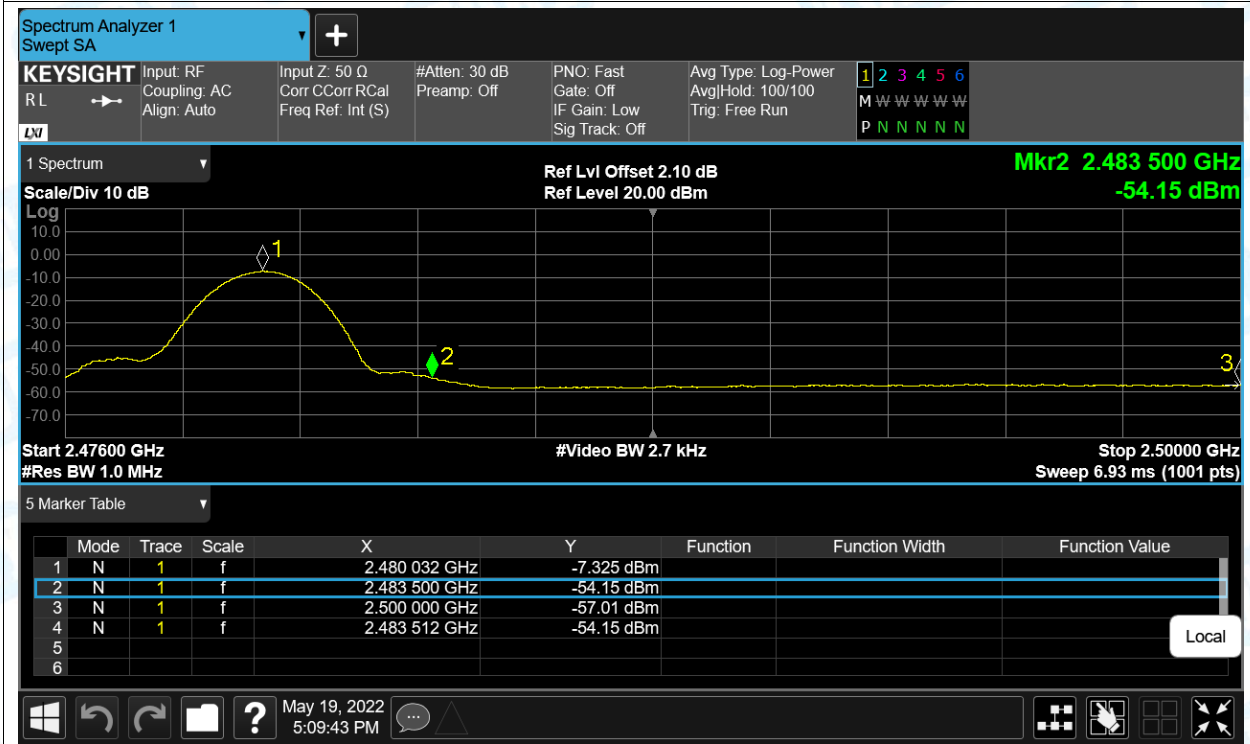 Spectrum Analyzer 1
Swept SA
+
KEYSIGHT
R L
LXI
Input: RF
Coupling: AC
Align: Auto
Input Z: 50 Ω
Corr CCorr RCal
Freq Ref: Int (S)
#Atten: 30 dB
Preamp: Off
PNO: Fast
Gate: Off
IF Gain: Low
Sig Track: Off
Avg Type: Log-Power
Avg|Hold: 100/100
Trig: Free Run
1 2 3 4 5 6
M W W W W W
P N N N N N
1 Spectrum
Scale/Div 10 dB
Ref Lvl Offset 2.10 dB
Ref Level 20.00 dBm
Mkr2 2.483 500 GHz
-54.15 dBm
Log
10.0
0.00
-10.0
-20.0
-30.0
-40.0
-50.0
-60.0
-70.0
1
2
3
Start 2.47600 GHz
#Video BW 2.7 kHz
Stop 2.50000 GHz
#Res BW 1.0 MHz
Sweep 6.93 ms (1001 pts)
5 Marker Table
Mode Trace Scale X Y Function Function Width Function Value
1 N 1 f 2.480 032 GHz -7.325 dBm
2 N 1 f 2.483 500 GHz -54.15 dBm
3 N 1 f 2.500 000 GHz -57.01 dBm
4 N 1 f 2.483 512 GHz -54.15 dBm
5
6
Local
?
May 19, 2022
5:09:43 PM